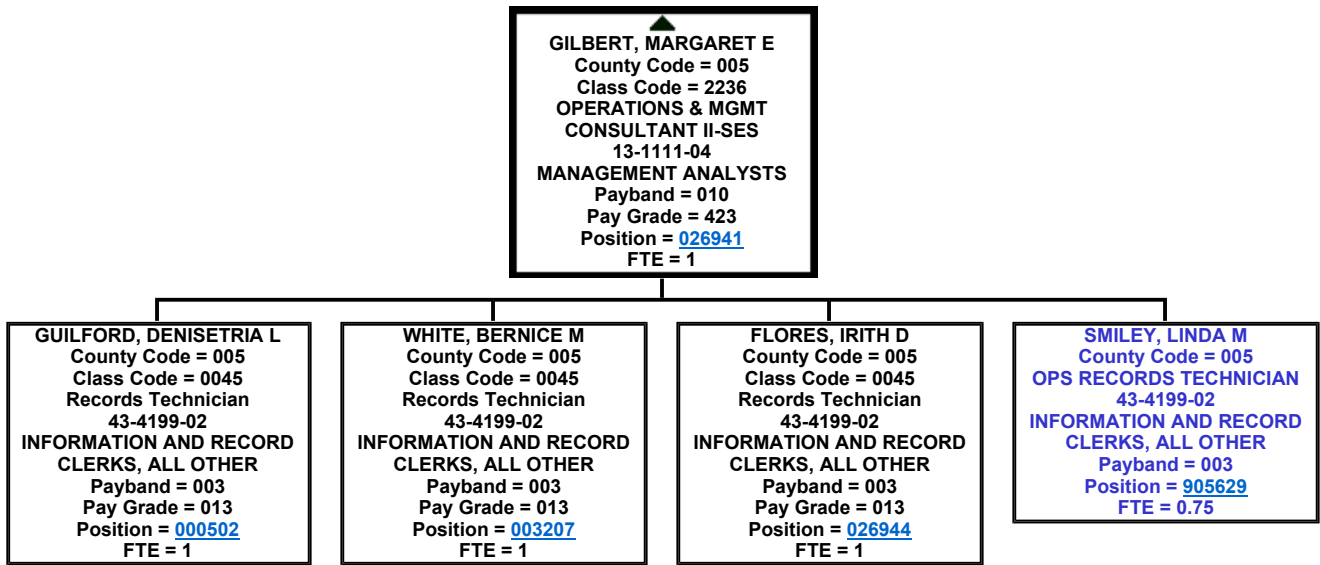 GILBERT, MARGARET E
County Code = 005
Class Code = 2236
OPERATIONS & MGMT
CONSULTANT II-SES
13-1111-04
MANAGEMENT ANALYSTS
Payband = 010
Pay Grade = 423
Position = 026941
FTE = 1
GUILFORD, DENISETRIA L
County Code = 005
Class Code = 0045
Records Technician
43-4199-02
INFORMATION AND RECORD
CLERKS, ALL OTHER
Payband = 003
Pay Grade = 013
Position = 000502
FTE = 1
WHITE, BERNICE M
County Code = 005
Class Code = 0045
Records Technician
43-4199-02
INFORMATION AND RECORD
CLERKS, ALL OTHER
Payband = 003
Pay Grade = 013
Position = 003207
FTE = 1
FLORES, IRITH D
County Code = 005
Class Code = 0045
Records Technician
43-4199-02
INFORMATION AND RECORD
CLERKS, ALL OTHER
Payband = 003
Pay Grade = 013
Position = 026944
FTE = 1
SMILEY, LINDA M
County Code = 005
OPS RECORDS TECHNICIAN
43-4199-02
INFORMATION AND RECORD
CLERKS, ALL OTHER
Payband = 003
Position = 905629
FTE = 0.75